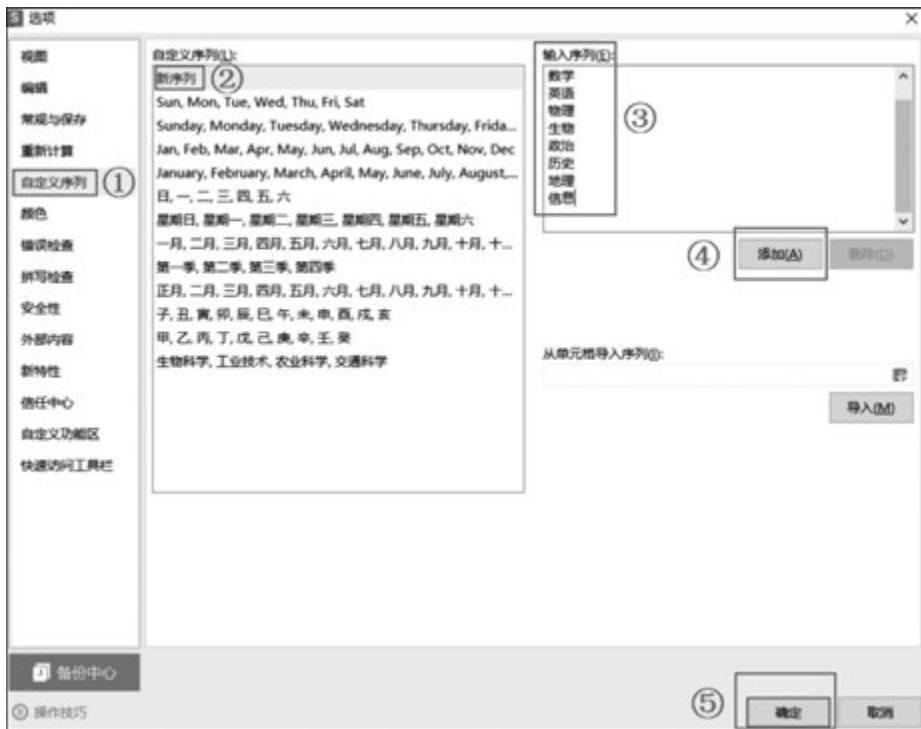 S 选项
视图
编辑
常规与保存
重新计算
自定义序列 ①
颜色
错误检查
拼写检查
安全性
外部内容
新特性
信任中心
自定义功能区
快速访问工具栏
备份中心
操作技巧
自定义序列(L):
新序列 ②
Sun, Mon, Tue, Wed, Thu, Fri, Sat
Sunday, Monday, Tuesday, Wednesday, Thursday, Frida...
Jan, Feb, Mar, Apr, May, Jun, Jul, Aug, Sep, Oct, Nov, Dec
January, February, March, April, May, June, July, August,...
日, 一, 二, 三, 四, 五, 六
星期日, 星期一, 星期二, 星期三, 星期四, 星期五, 星期六
一月, 二月, 三月, 四月, 五月, 六月, 七月, 八月, 九月, 十月, 十...
第一季, 第二季, 第三季, 第四季
正月, 二月, 三月, 四月, 五月, 六月, 七月, 八月, 九月, 十月, 十...
子, 丑, 寅, 卯, 辰, 巳, 午, 未, 申, 酉, 戌, 亥
甲, 乙, 丙, 丁, 戊, 己, 庚, 辛, 壬, 癸
生物科学, 工业技术, 农业科学, 交通科学
输入序列(E):
数学
英语
物理
生物
政治
历史
地理
信息
③
④ 添加(A) 删除(D)
从单元格导入序列(I):
导入(M)
⑤ 确定 取消